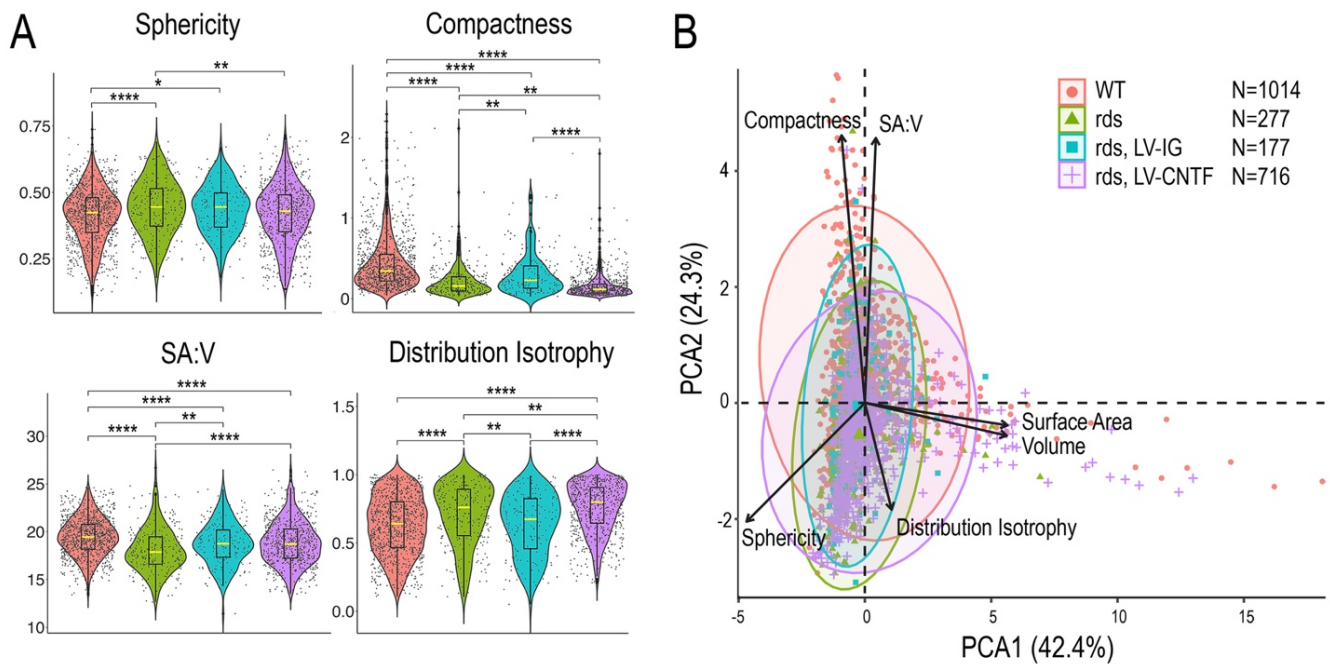 A
Sphericity
**
*
****
0.75
0.50
0.25
Compactness
****
****
****
**
**
****
2
1
0
SA:V
****
****
**
****
****
30
25
20
15
10
Distribution Isotrophy
****
**
****
**
****
1.5
1.0
0.5
0.0
B
WT N=1014
rds N=277
rds, LV-IG N=177
rds, LV-CNTF N=716
Compactness
SA:V
Surface Area
Volume
Distribution Isotrophy
Sphericity
PCA2 (24.3%)
4
2
0
-2
-5 0 5 10 15
PCA1 (42.4%)